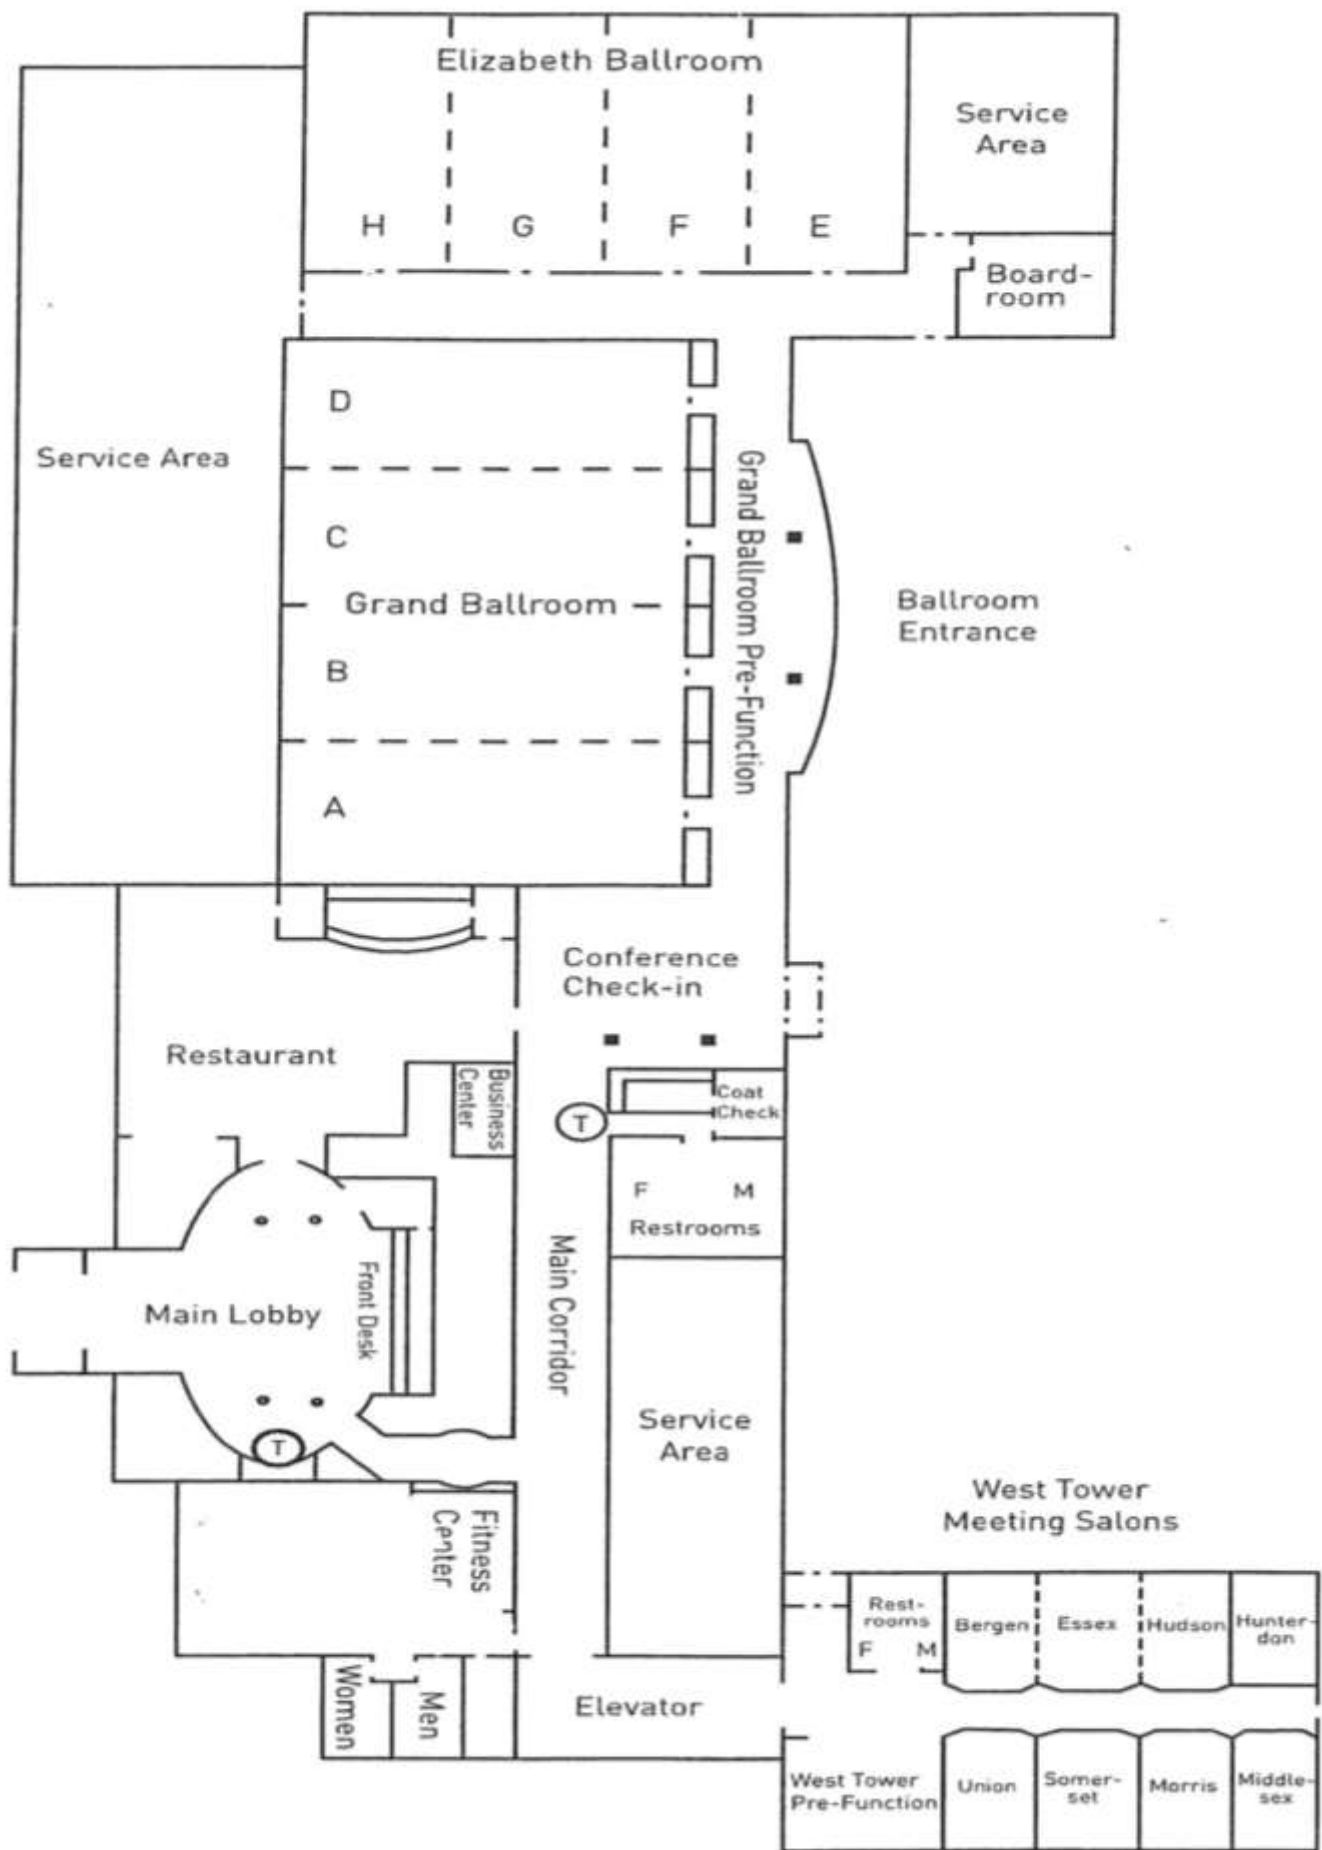 Elizabeth Ballroom
Service
Area
H
G
F
E
Board-
room
D
Service Area
C
Grand Ballroom
B
A
Grand Ballroom Pre-Function
Ballroom
Entrance
Conference
Check-in
Restaurant
Business
Center
Coat
Check
T
F
M
Restrooms
Main Corridor
Front Desk
Main Lobby
T
Service
Area
Fitness
Center
West Tower
Meeting Salons
Rest-
rooms
F
M
Bergen
Essex
Hudson
Hunter-
don
Women
Men
Elevator
West Tower
Pre-Function
Union
Somer-
set
Morris
Middle-
sex